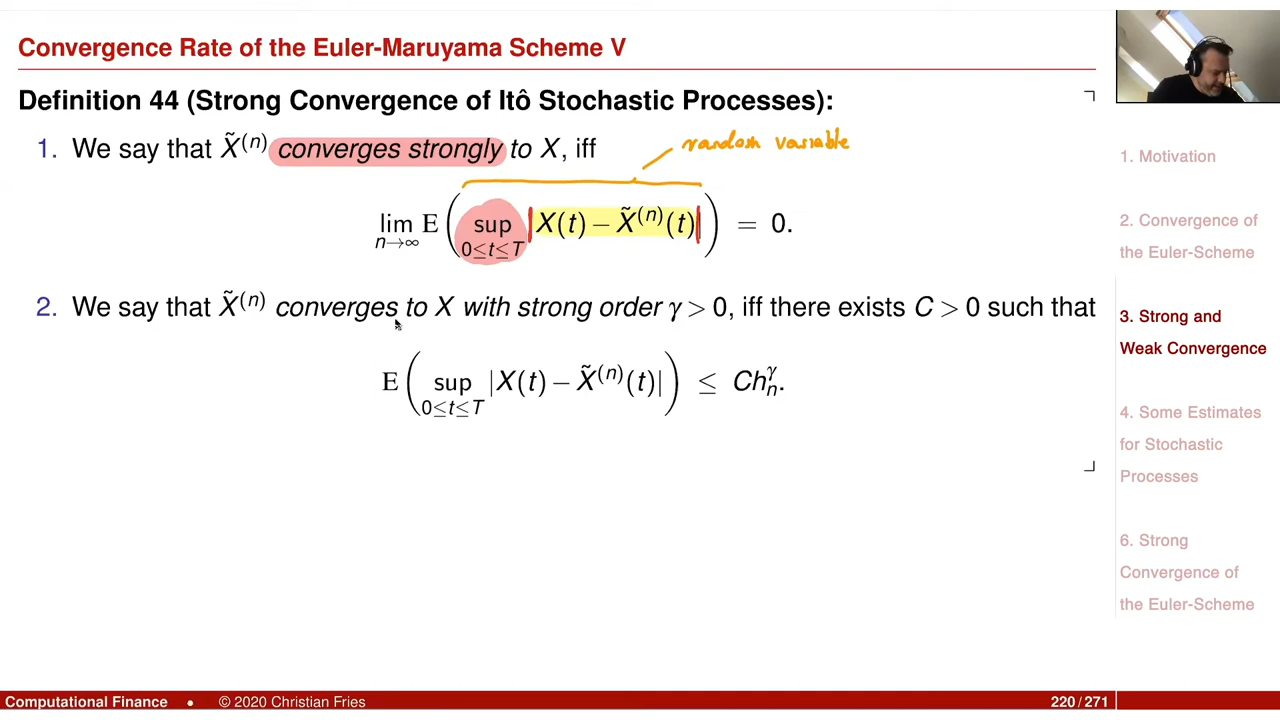 Convergence Rate of the Euler-Maruyama Scheme V
Definition 44 (Strong Convergence of Itô Stochastic Processes):
1. We say that X̃⁽ⁿ⁾ converges strongly to X, iff
random variable
lim n→∞ E ( sup 0≤t≤T | X(t) − X̃⁽ⁿ⁾(t) | ) = 0.
2. We say that X̃⁽ⁿ⁾ converges to X with strong order γ > 0, iff there exists C > 0 such that
E ( sup 0≤t≤T |X(t) − X̃⁽ⁿ⁾(t)| ) ≤ Chₙ^γ.
1. Motivation
2. Convergence of
the Euler-Scheme
3. Strong and
Weak Convergence
4. Some Estimates
for Stochastic
Processes
6. Strong
Convergence of
the Euler-Scheme
Computational Finance • © 2020 Christian Fries 220 / 271